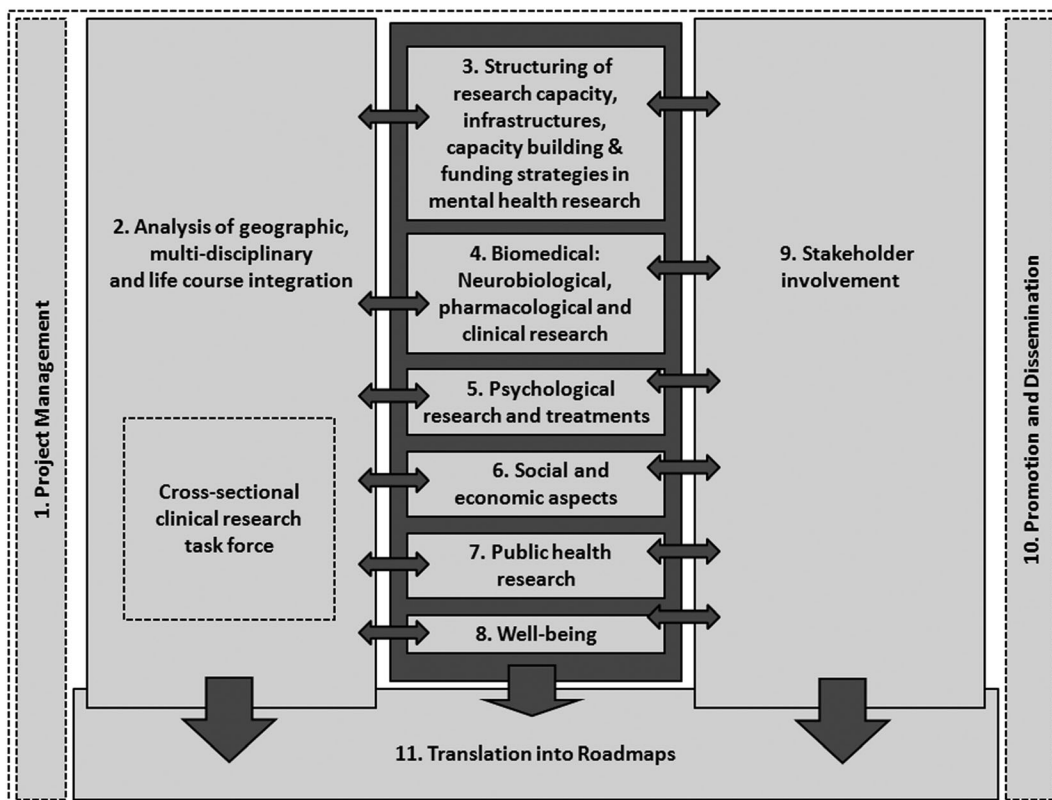 1. Project Management
2. Analysis of geographic,
multi-disciplinary
and life course integration
Cross-sectional
clinical research
task force
3. Structuring of
research capacity,
infrastructures,
capacity building &
funding strategies in
mental health research
4. Biomedical:
Neurobiological,
pharmacological and
clinical research
5. Psychological
research and treatments
6. Social and
economic aspects
7. Public health
research
8. Well-being
9. Stakeholder
involvement
10. Promotion and Dissemination
11. Translation into Roadmaps